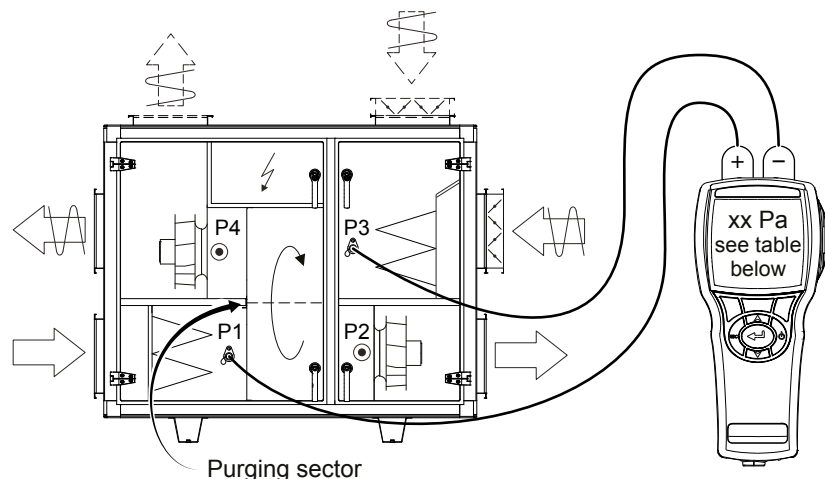 + −
P4
P3
xx Pa
see table
below
P1
P2
Purging sector